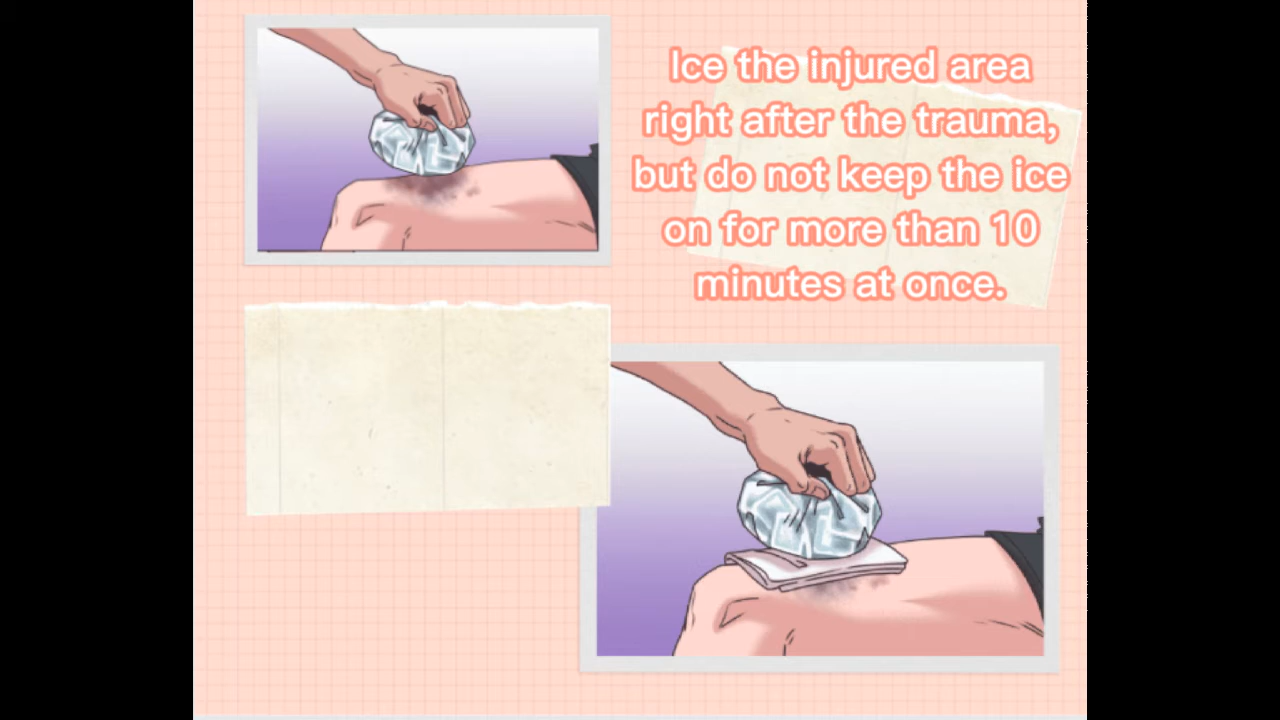 Ice the injured area
right after the trauma,
but do not keep the ice
on for more than 10
minutes at once.